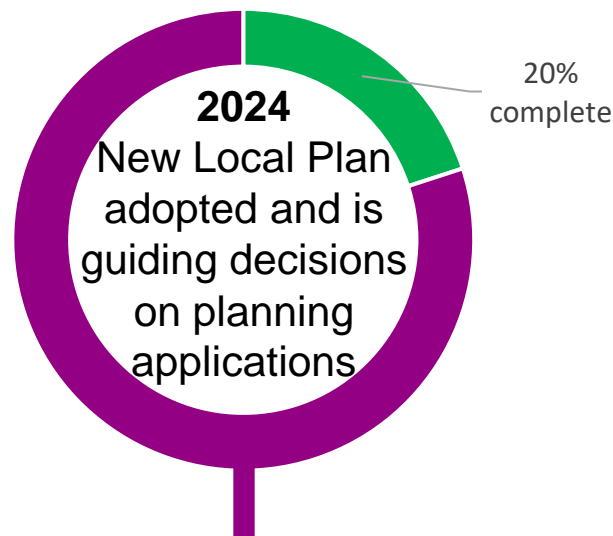 2024
New Local Plan
adopted and is
guiding decisions
on planning
applications
20%
complete